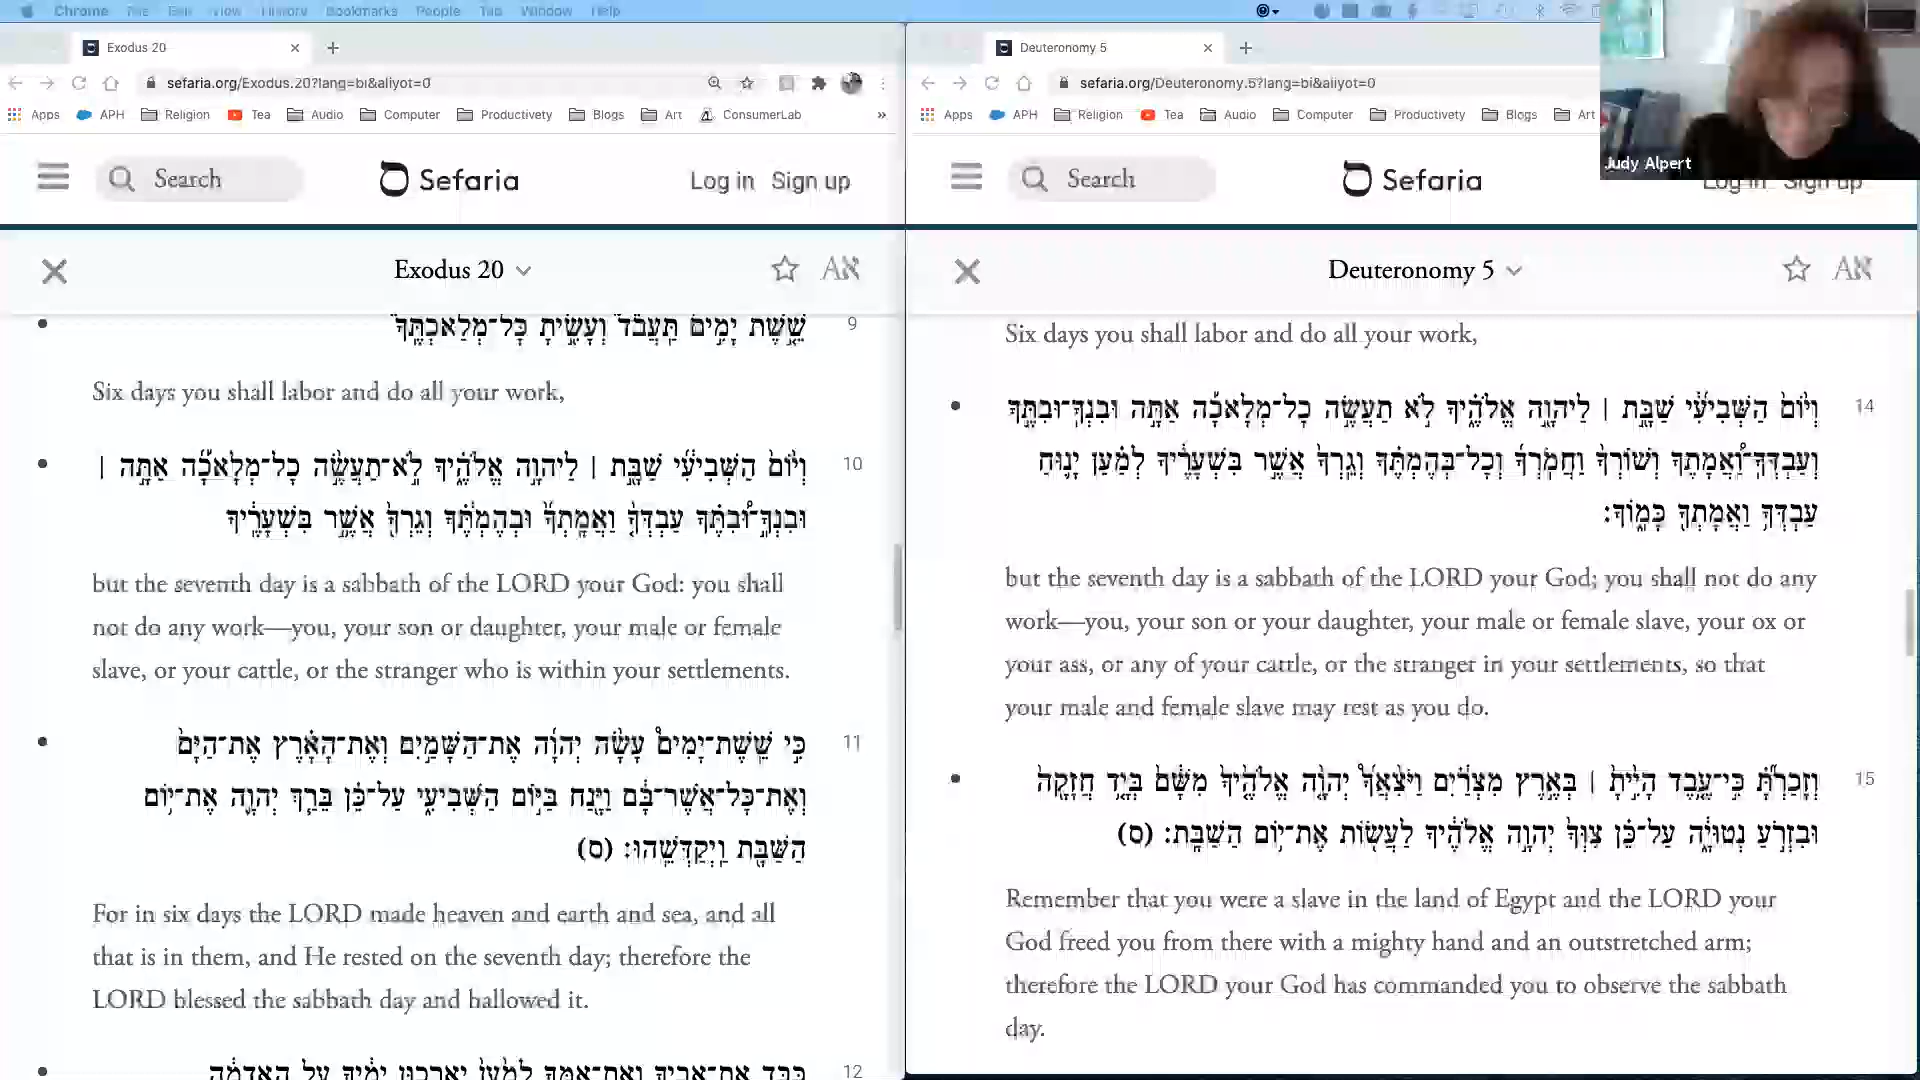 Chrome File Edit View History Bookmarks People Tab Window Help
Exodus 20
sefaria.org/Exodus.20?lang=bi&aliyot=0
Apps APH Religion Tea Audio Computer Productivety Blogs Art ConsumerLab »
Search Sefaria Log in Sign up
Exodus 20
9
שֵׁ֤שֶׁת יָמִים֙ תַּֽעֲבֹ֔ד וְעָשִׂ֖יתָ כָּל־מְלַאכְתֶּֽךָ
Six days you shall labor and do all your work,
10
וְי֙וֹם֙ הַשְּׁבִיעִ֔י שַׁבָּ֖ת ׀ לַיהוָ֣ה אֱלֹהֶ֑יךָ לֹֽ֣א־תַעֲשֶׂ֣ה כָל־מְלָאכָ֡ה אַתָּ֣ה ׀
וּבִנְךָֽ֣־וּ֠בִתֶּ֗ךָ עַבְדְּךָ֤ וַאֲמָֽתְךָ֙ וּבְהֶמְתֶּ֔ךָ וְגֵרְךָ֖ אֲשֶׁ֥ר בִּשְׁעָרֶֽ֔יךָ
but the seventh day is a sabbath of the LORD your God: you shall
not do any work—you, your son or daughter, your male or female
slave, or your cattle, or the stranger who is within your settlements.
11
כִּ֣י שֵֽׁשֶׁת־יָמִים֩ עָשָׂ֨ה יְהוָ֜ה אֶת־הַשָּׁמַ֣יִם וְאֶת־הָאָ֗רֶץ אֶת־הַיָּם֙
וְאֶת־כָּל־אֲשֶׁר־בָּ֔ם וַיָּ֖נַח בַּיּ֣וֹם הַשְּׁבִיעִ֑י עַל־כֵּ֗ן בֵּרַ֧ךְ יְהוָ֛ה אֶת־י֥וֹם
הַשַּׁבָּ֖ת וַֽיְקַדְּשֵֽׁהוּ׃ (ס)
For in six days the LORD made heaven and earth and sea, and all
that is in them, and He rested on the seventh day; therefore the
LORD blessed the sabbath day and hallowed it.
12
כַּבֵּ֥ד אֶת־אָבִ֖יךָ וְאֶת־אִמֶּ֑ךָ לְמַ֙עַן֙ יַאֲרִכ֣וּן יָמֶ֔יךָ עַ֚ל הָאֲדָמָ֔ה
Deuteronomy 5
sefaria.org/Deuteronomy.5?lang=bi&aliyot=0
Apps APH Religion Tea Audio Computer Productivety Blogs Art
Judy Alpert
Search Sefaria Log in Sign up
Deuteronomy 5
Six days you shall labor and do all your work,
14
וְי֙וֹם֙ הַשְּׁבִיעִ֔י שַׁבָּ֖ת ׀ לַיהוָ֣ה אֱלֹהֶ֑יךָ לֹ֣א תַעֲשֶׂ֣ה כָל־מְלָאכָ֡ה אַתָּ֣ה וּבִנְךָֽ־וּבִתֶּ֣ךָ
וְעַבְדְּךָֽ־וַ֠אֲמָתֶךָ וְשׁוֹרְךָ֨ וַחֲמֹֽרְךָ֜ וְכָל־בְּהֶמְתֶּ֗ךָ וְגֵֽרְךָ֙ אֲשֶׁ֣ר בִּשְׁעָרֶ֔יךָ לְמַ֗עַן יָנ֛וּחַ
עַבְדְּךָ֥ וַאֲמָתְךָ֖ כָּמֽוֹךָ׃
but the seventh day is a sabbath of the LORD your God; you shall not do any
work—you, your son or your daughter, your male or female slave, your ox or
your ass, or any of your cattle, or the stranger in your settlements, so that
your male and female slave may rest as you do.
15
וְזָכַרְתָּ֗ כִּ֣י־עֶ֤בֶד הָיִ֙יתָ֙ ׀ בְּאֶ֣רֶץ מִצְרַ֔יִם וַיֹּצִ֨אֲךָ֜ יְהוָ֤ה אֱלֹהֶ֙יךָ֙ מִשָּׁ֔ם בְּיָ֥ד חֲזָקָ֖ה
וּבִזְרֹ֣עַ נְטוּיָ֑ה עַל־כֵּ֗ן צִוְּךָ֙ יְהוָ֣ה אֱלֹהֶ֔יךָ לַעֲשׂ֖וֹת אֶת־י֥וֹם הַשַּׁבָּֽת׃ (ס)
Remember that you were a slave in the land of Egypt and the LORD your
God freed you from there with a mighty hand and an outstretched arm;
therefore the LORD your God has commanded you to observe the sabbath
day.